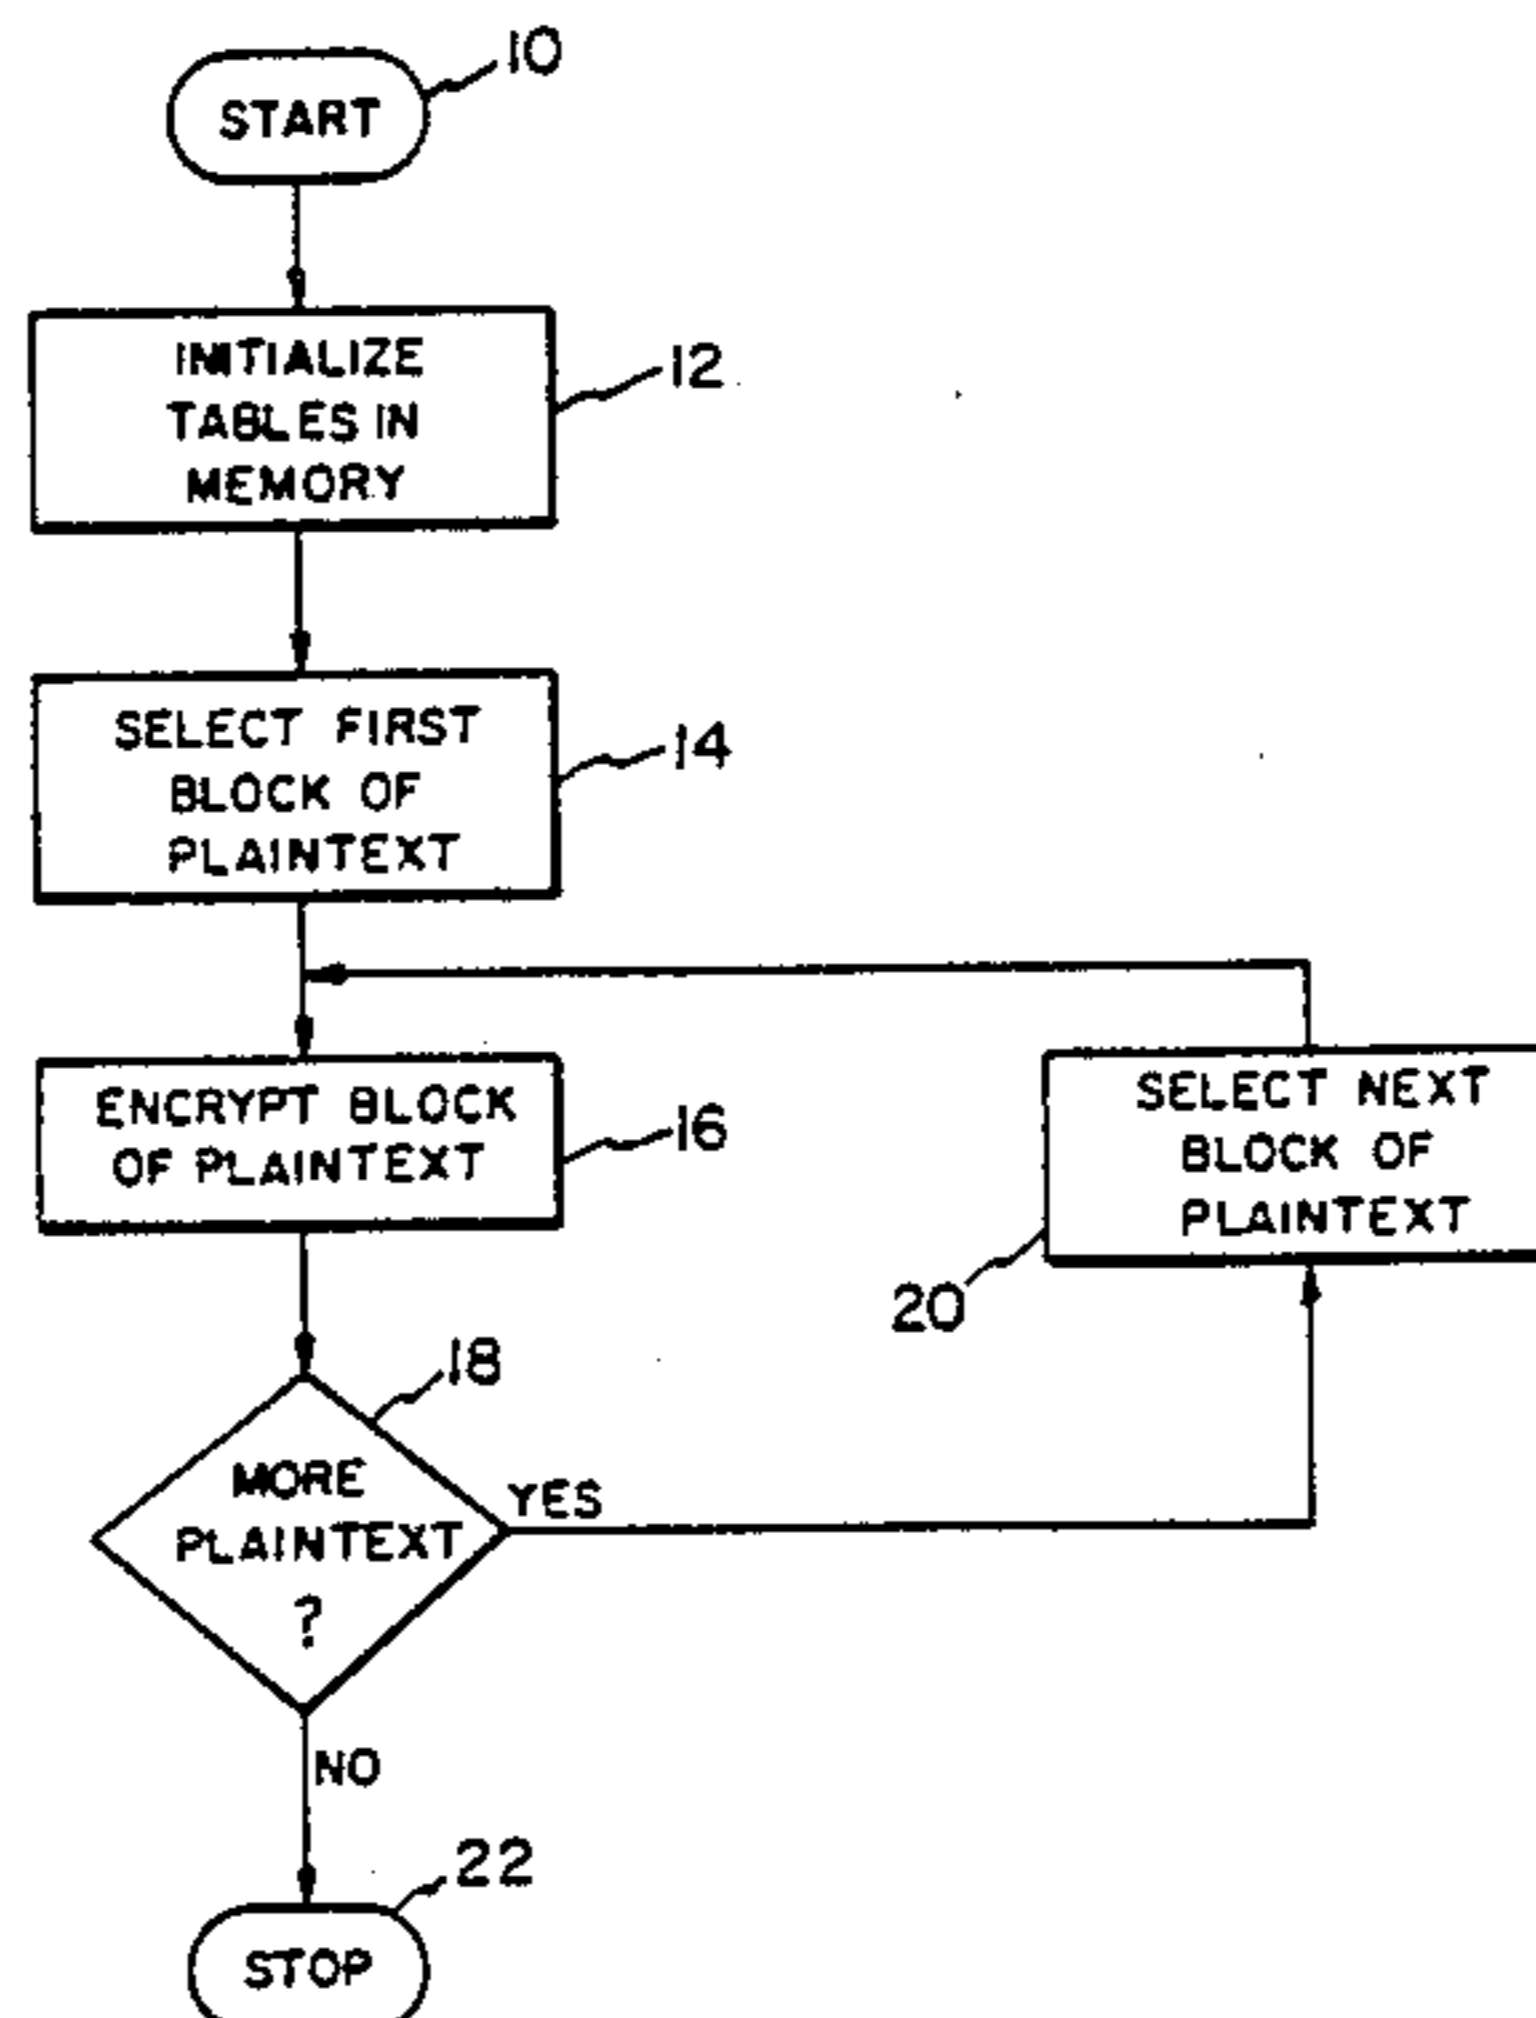 10
START
INITIALIZE
TABLES IN
MEMORY
12
SELECT FIRST
BLOCK OF
PLAINTEXT
14
ENCRYPT BLOCK
OF PLAINTEXT
16
SELECT NEXT
BLOCK OF
PLAINTEXT
20
18
MORE
PLAINTEXT
?
YES
NO
22
STOP